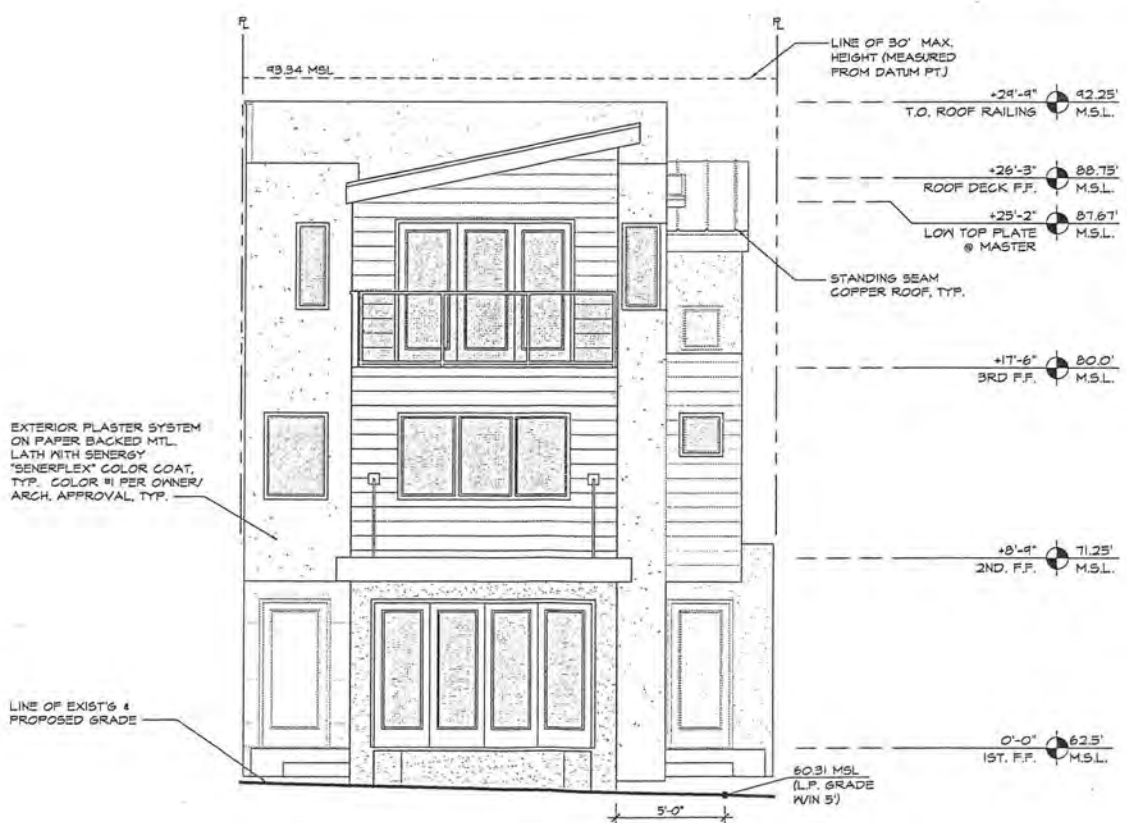 PL
PL
93.34 MSL
LINE OF 30' MAX.
HEIGHT (MEASURED
FROM DATUM PT.)
+29'-9" 92.25'
T.O. ROOF RAILING M.S.L.
+26'-3" 88.75'
ROOF DECK F.F. M.S.L.
+25'-2" 87.67'
LOW TOP PLATE M.S.L.
@ MASTER
STANDING SEAM
COPPER ROOF, TYP.
+17'-6" 80.0'
3RD F.F. M.S.L.
EXTERIOR PLASTER SYSTEM
ON PAPER BACKED MTL.
LATH WITH SENERGY
"SENERFLEX" COLOR COAT,
TYP. COLOR #1 PER OWNER/
ARCH. APPROVAL, TYP.
+8'-9" 71.25'
2ND. F.F. M.S.L.
LINE OF EXIST'G &
PROPOSED GRADE
0'-0" 62.5'
1ST. F.F. M.S.L.
60.31 MSL
(L.P. GRADE
W/IN 5')
5'-0"